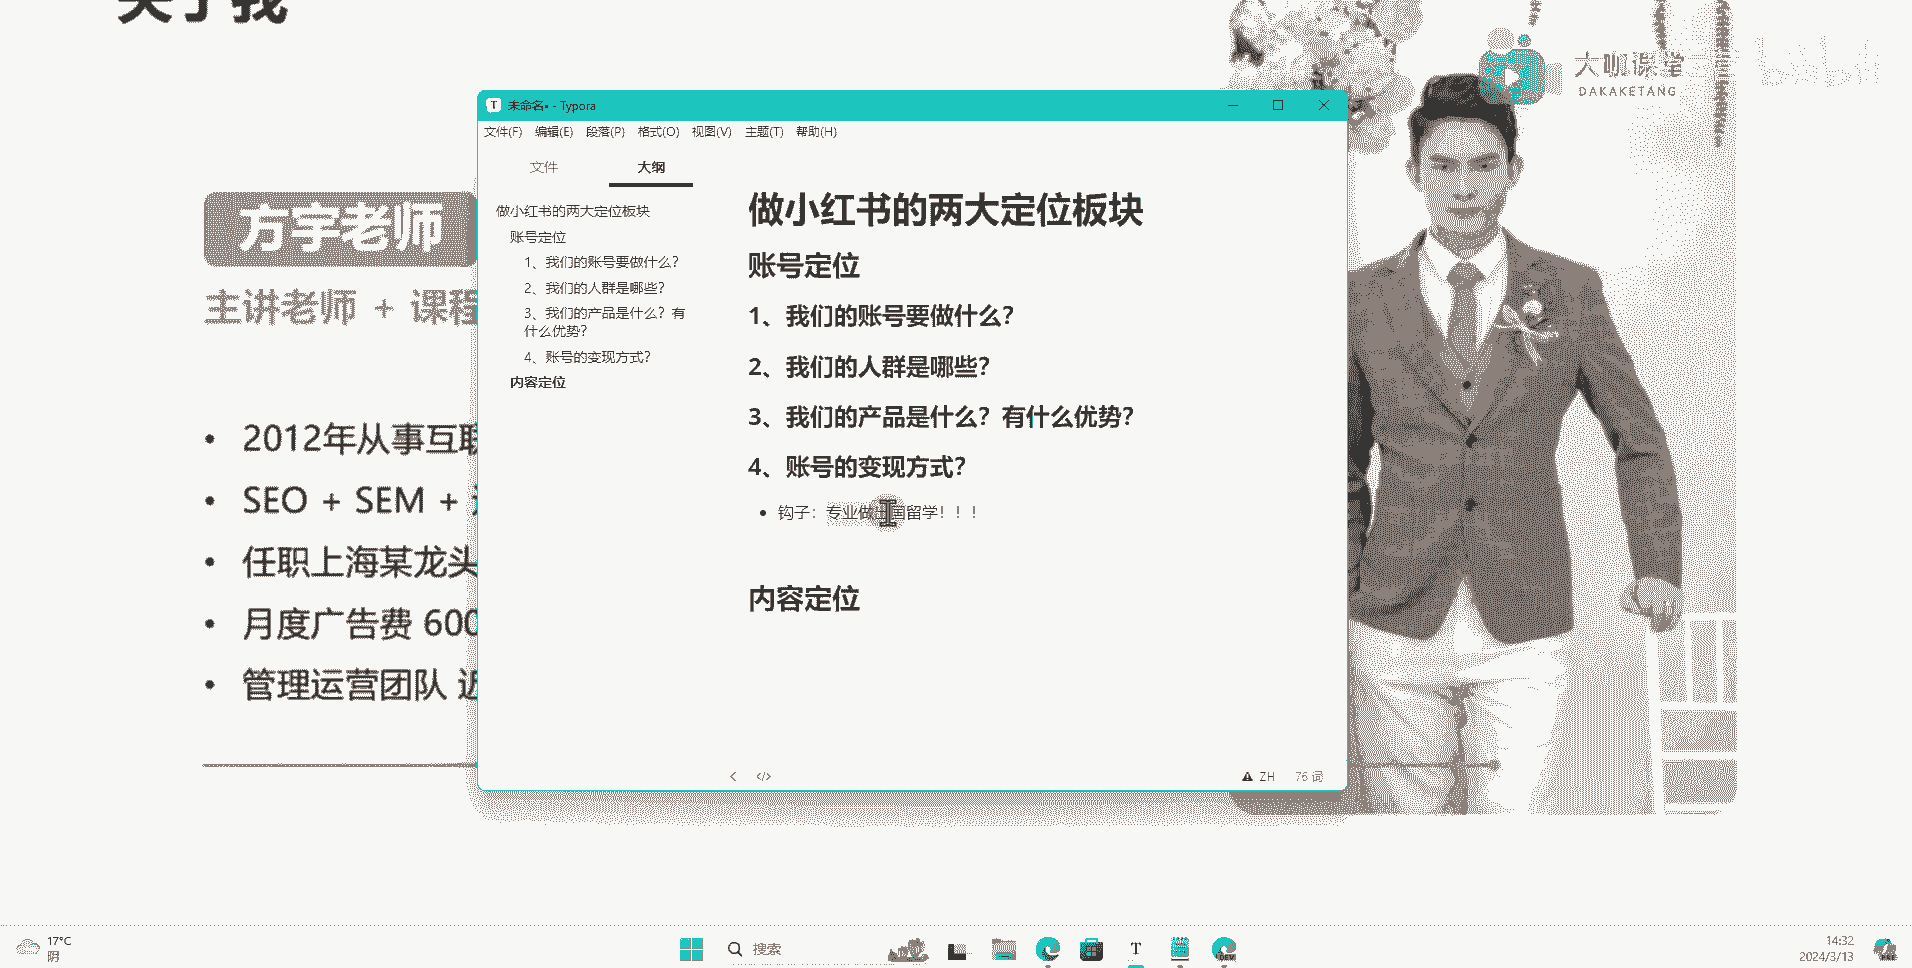 关于我
大咖课堂
DAKAKETANG
bilibili
方宇老师
主讲老师 + 课程
2012年从事互联
SEO + SEM +
任职上海某龙头
月度广告费 600
管理运营团队 近
未命名• - Typora
文件(F) 编辑(E) 段落(P) 格式(O) 视图(V) 主题(T) 帮助(H)
文件 大纲
做小红书的两大定位板块
账号定位
1、我们的账号要做什么？
2、我们的人群是哪些？
3、我们的产品是什么？有
什么优势？
4、账号的变现方式？
内容定位
做小红书的两大定位板块
账号定位
1、我们的账号要做什么？
2、我们的人群是哪些？
3、我们的产品是什么？有什么优势？
4、账号的变现方式？
钩子：专业做出国留学！！！
内容定位
ZH 76 词
17°C
阴
搜索
14:32
2024/3/13